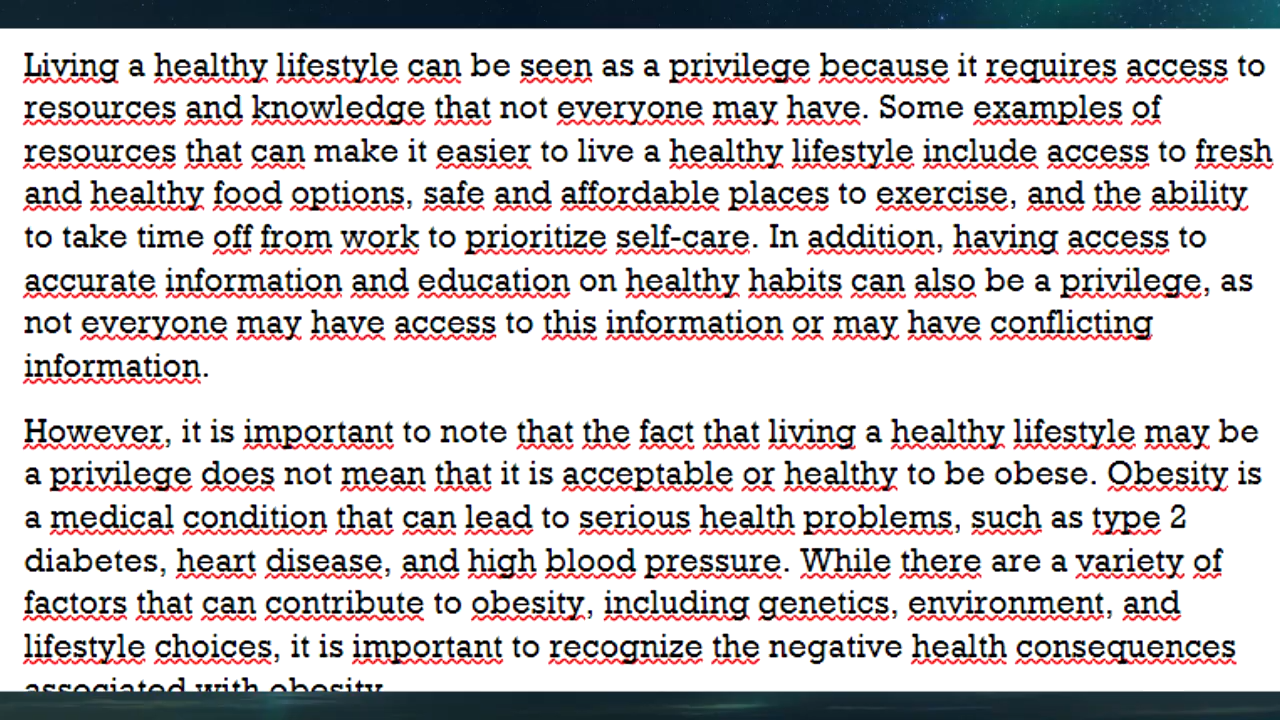 Living a healthy lifestyle can be seen as a privilege because it requires access to
resources and knowledge that not everyone may have. Some examples of
resources that can make it easier to live a healthy lifestyle include access to fresh
and healthy food options, safe and affordable places to exercise, and the ability
to take time off from work to prioritize self-care. In addition, having access to
accurate information and education on healthy habits can also be a privilege, as
not everyone may have access to this information or may have conflicting
information.
However, it is important to note that the fact that living a healthy lifestyle may be
a privilege does not mean that it is acceptable or healthy to be obese. Obesity is
a medical condition that can lead to serious health problems, such as type 2
diabetes, heart disease, and high blood pressure. While there are a variety of
factors that can contribute to obesity, including genetics, environment, and
lifestyle choices, it is important to recognize the negative health consequences
associated with obesity.